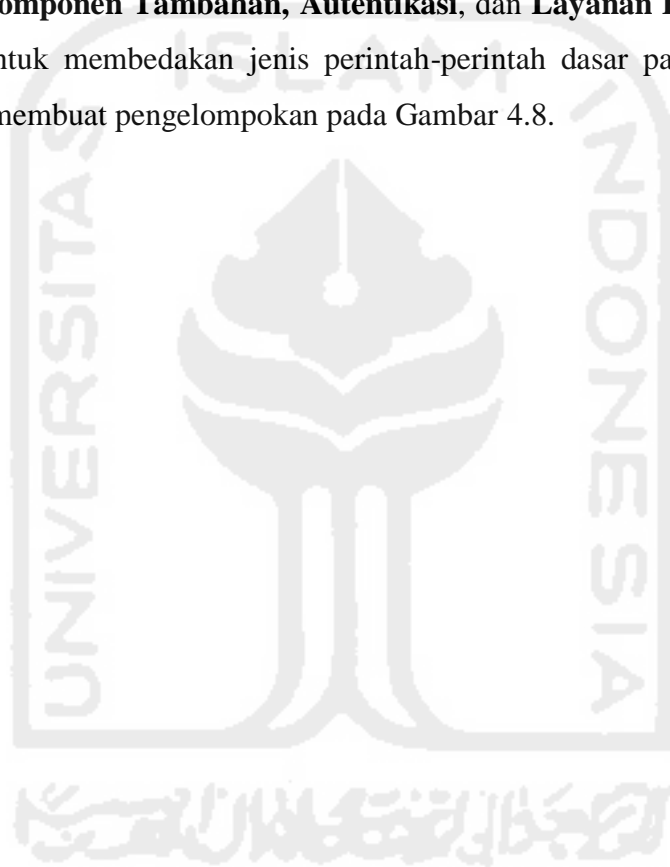 omponen Tambahan, Autentikasi, dan Layanan
ntuk membedakan jenis perintah-perintah dasar pa
membuat pengelompokan pada Gambar 4.8.
ISLAM
UNIVERSITAS
INDONESIA